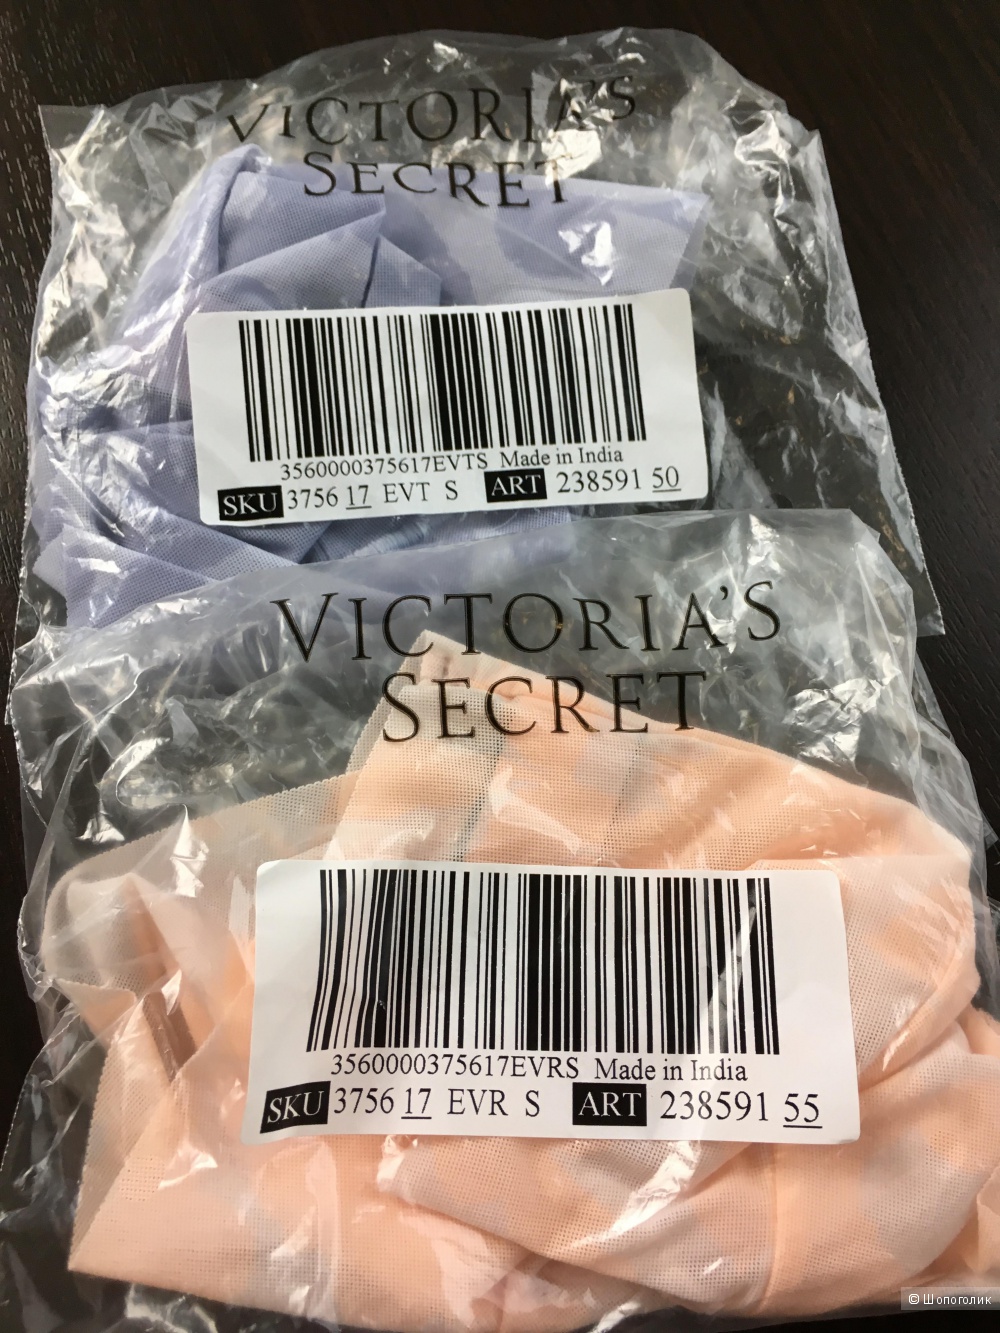 VICTORIA'S
SECRET
3560000375617EVTS Made in India
SKU 3756 17 EVT S ART 238591 50
VICTORIA'S
SECRET
3560000375617EVRS Made in India
SKU 3756 17 EVR S ART 238591 55
© Шопоголик